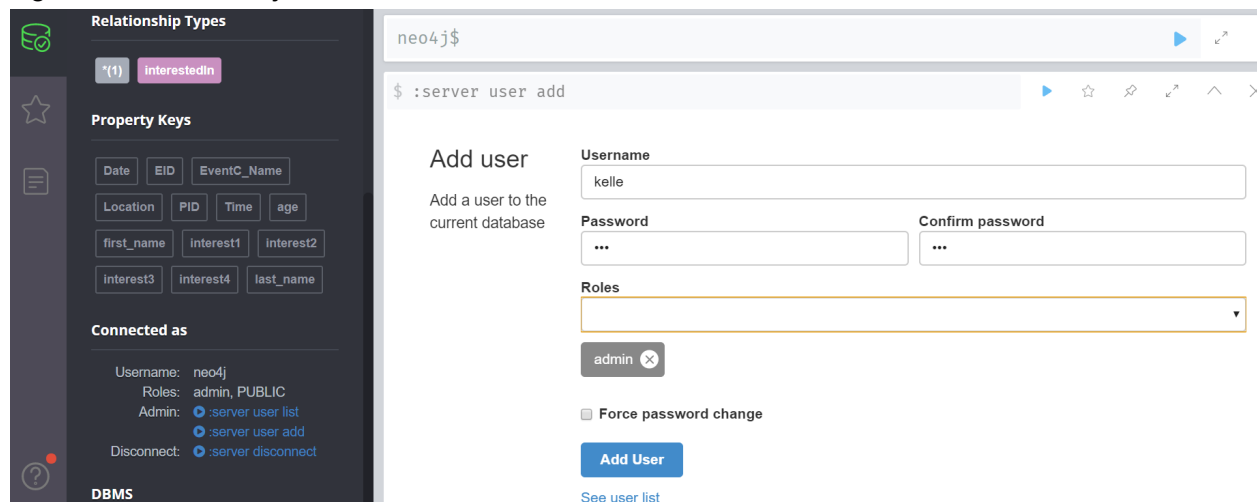 Relationship Types
*(1) interestedIn
Property Keys
Date EID EventC_Name
Location PID Time age
first_name interest1 interest2
interest3 interest4 last_name
Connected as
Username: neo4j
Roles: admin, PUBLIC
Admin: :server user list
:server user add
Disconnect: :server disconnect
DBMS
neo4j$
$ :server user add
Add user
Add a user to the
current database
Username
kelle
Password Confirm password
••• •••
Roles
admin
Force password change
Add User
See user list